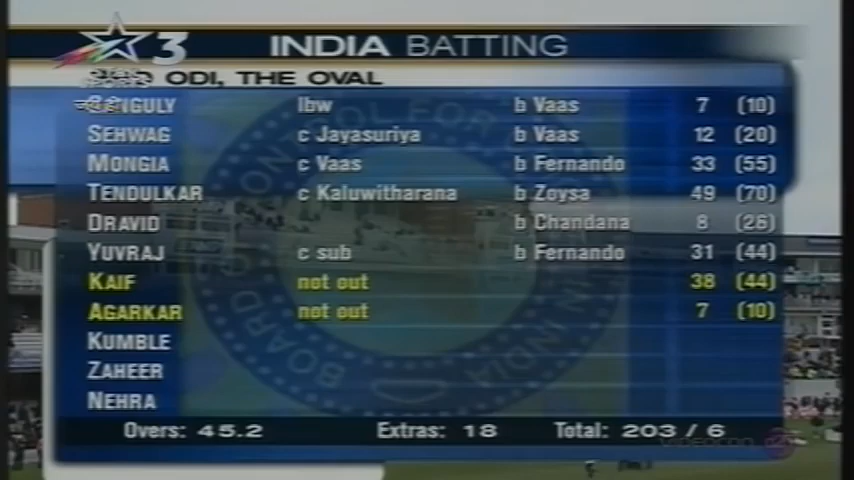 3
INDIA BATTING
ODI, THE OVAL
GANGULY lbw b Vaas 7 (10)
SEHWAG c Jayasuriya b Vaas 12 (20)
MONGIA c Vaas b Fernando 33 (55)
TENDULKAR c Kaluwitharana b Zoysa 49 (70)
DRAVID b Chandana 8 (26)
YUVRAJ c sub b Fernando 31 (44)
KAIF not out 38 (44)
AGARKAR not out 7 (10)
KUMBLE
ZAHEER
NEHRA
Overs: 45.2 Extras: 18 Total: 203 / 6
VIDEOCON